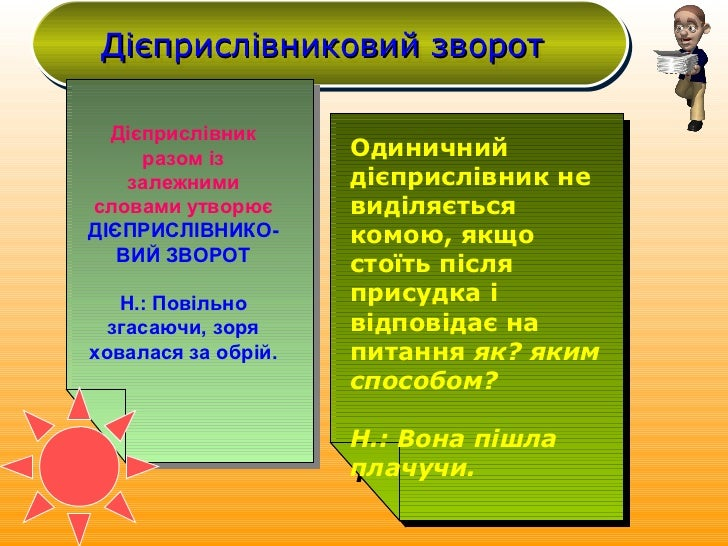 Дієприслівниковий зворот
Дієприслівник
разом із
залежними
словами утворює
ДІЄПРИСЛІВНИКО-
ВИЙ ЗВОРОТ
Н.: Повільно
згасаючи, зоря
ховалася за обрій.
Одиничний
дієприслівник не
виділяється
комою, якщо
стоїть після
присудка і
відповідає на
питання як? яким
способом?
Н.: Вона пішла
плачучи.